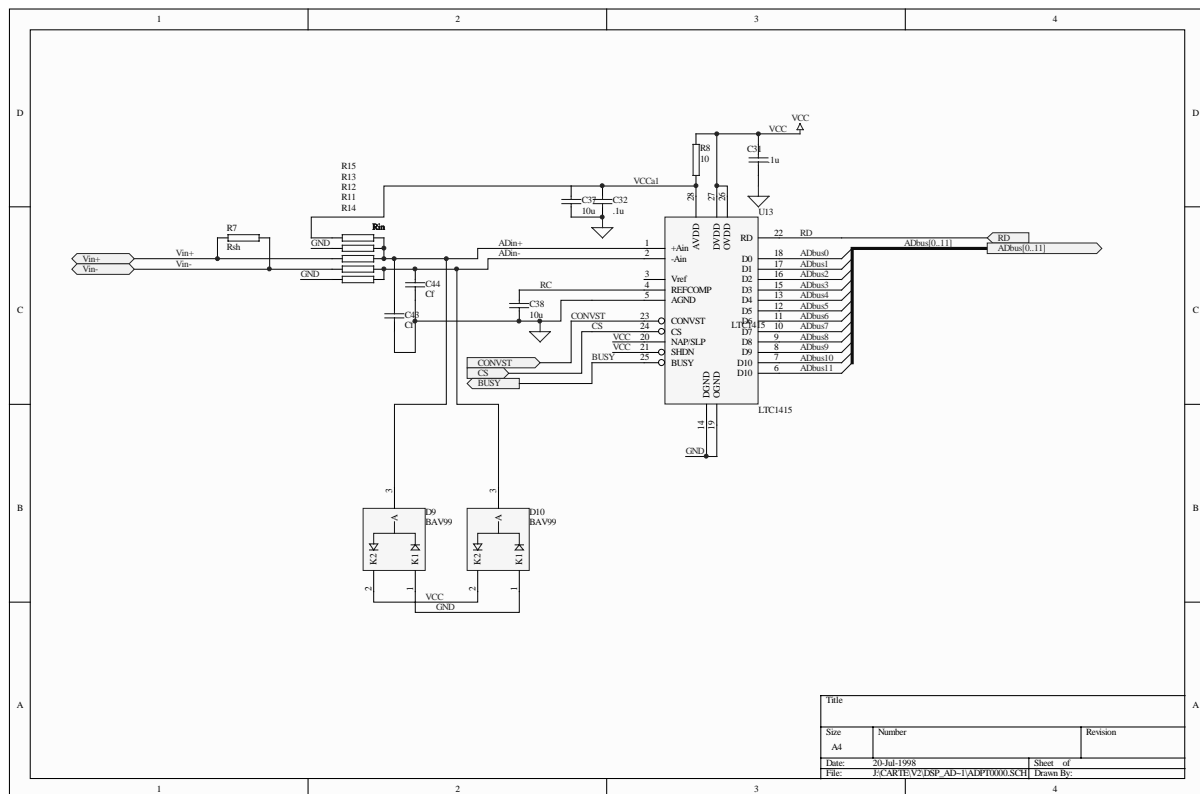 1 2 3 4
D D
VCC
VCC
R8
10
C31
.1u
R15
R13
R12
R11
R14
VCCa1
C37
10u
C32
.1u
28
27
26
U13
Rin
R7
Rsh
GND
Vin+ Vin+
Vin- Vin-
GND
ADin+ 1 +Ain
ADin- 2 -Ain
3 Vref
RC 4 REFCOMP
5 AGND
CONVST 23 CONVST
CS 24 CS
VCC 20 NAP/SLP
VCC 21 SHDN
BUSY 25 BUSY
AVDD
DVDD
OVDD
RD 22 RD RD
ADbus[0..11] ADbus[0..11]
D0 18 ADbus0
D1 17 ADbus1
D2 16 ADbus2
D3 15 ADbus3
D4 13 ADbus4
D5 12 ADbus5
D6 11 ADbus6
D7 10 ADbus7
D8 9 ADbus8
D9 8 ADbus9
D10 7 ADbus10
D10 6 ADbus11
LTC1415
DGND
OGND
LTC1415
14
19
GND
C44
Cf
C43
Cf
C38
10u
C C
CONVST
CS
BUSY
B B
3
D9
BAV99
A
K2
K1
2
1
3
D10
BAV99
A
K2
K1
2
1
VCC
GND
A A
Title
Size Number Revision
A4
Date: 20-Jul-1998 Sheet of
File: J:\CARTE\V2\DSP_AD~1\ADPT0000.SCH Drawn By:
1 2 3 4